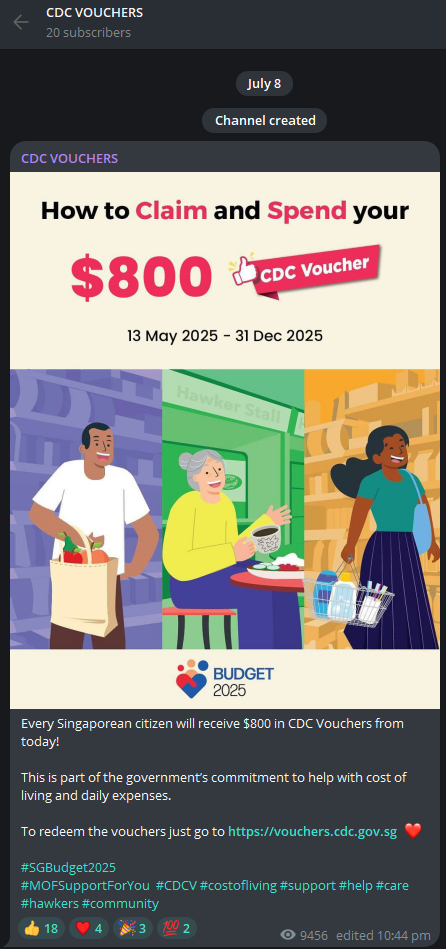 CDC VOUCHERS
20 subscribers
July 8
Channel created
CDC VOUCHERS
How to Claim and Spend your
$800 CDC Voucher
13 May 2025 - 31 Dec 2025
Hawker Stall
BUDGET
2025
Every Singaporean citizen will receive $800 in CDC Vouchers from
today!
This is part of the government’s commitment to help with cost of
living and daily expenses.
To redeem the vouchers just go to https://vouchers.cdc.gov.sg ❤️
#SGBudget2025
#MOFSupportForYou #CDCV #costofliving #support #help #care
#hawkers #community
👍 18 ❤️ 4 🎉 3 💯 2 9456 edited 10:44 pm